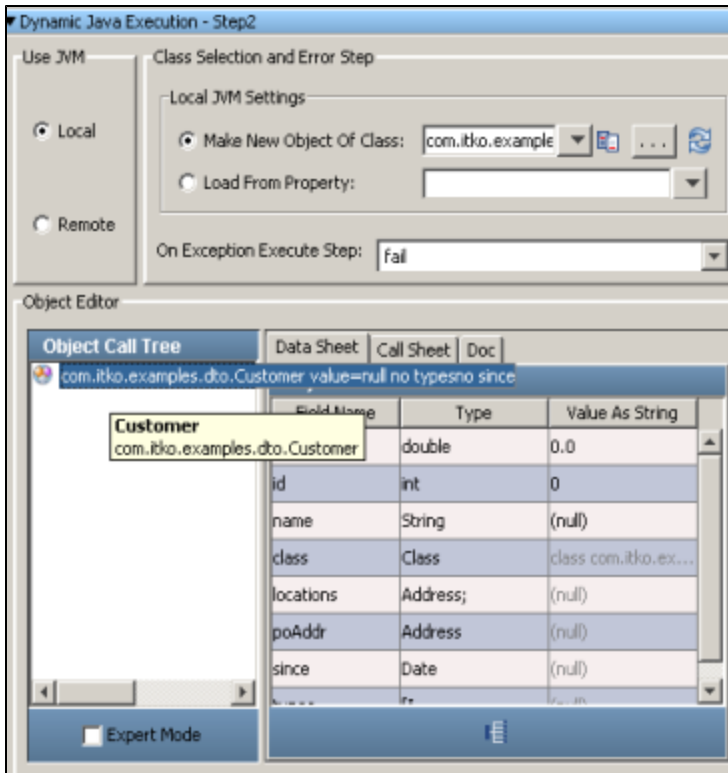 Dynamic Java Execution - Step2
Use JVM
Class Selection and Error Step
Local JVM Settings
Local
Make New Object Of Class:
com.itko.example
...
Load From Property:
Remote
On Exception Execute Step:
fail
Object Editor
Object Call Tree
Data Sheet
Call Sheet
Doc
com.itko.examples.dto.Customer value=null no typesno since
Field Name
Type
Value As String
Customer
com.itko.examples.dto.Customer
double
0.0
id
int
0
name
String
(null)
class
Class
class com.itko.ex...
locations
Address;
(null)
poAddr
Address
(null)
since
Date
(null)
Expert Mode